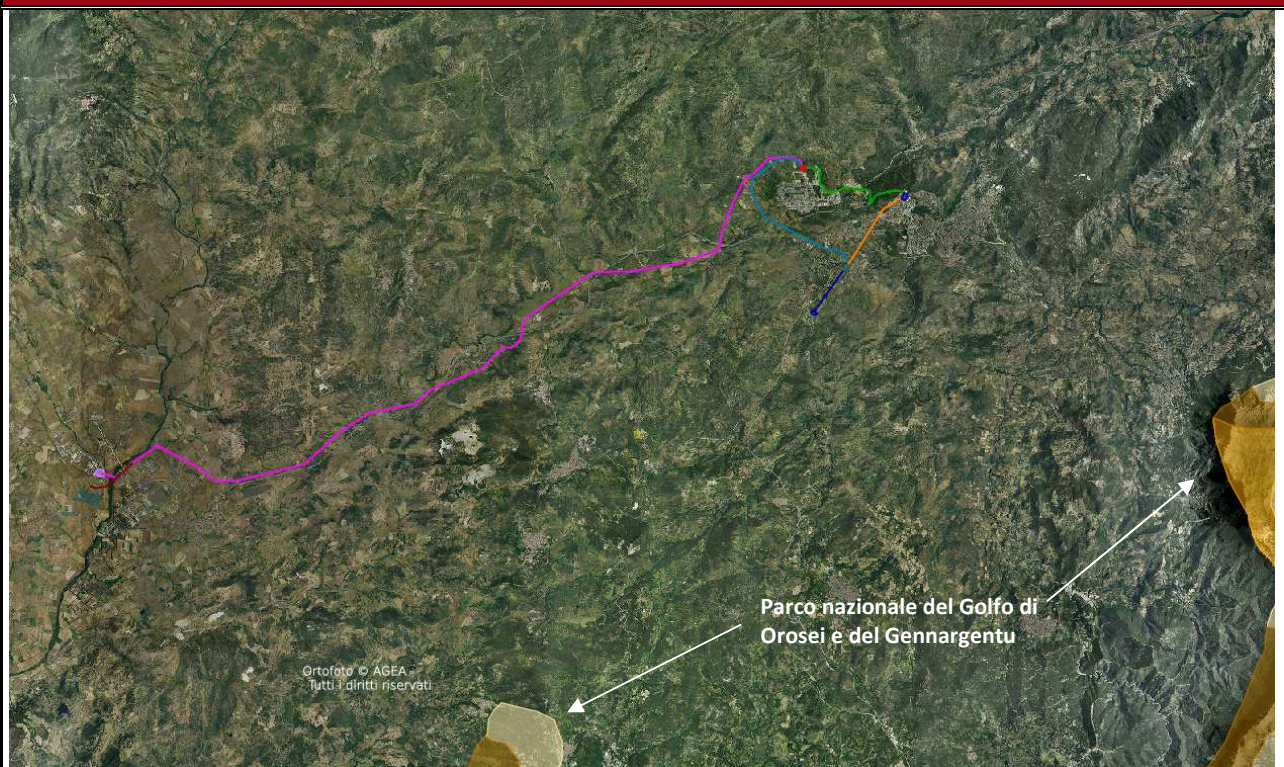 Parco nazionale del Golfo di
Orosei e del Gennargentu
Ortofoto © AGEA -
Tutti i diritti riservati